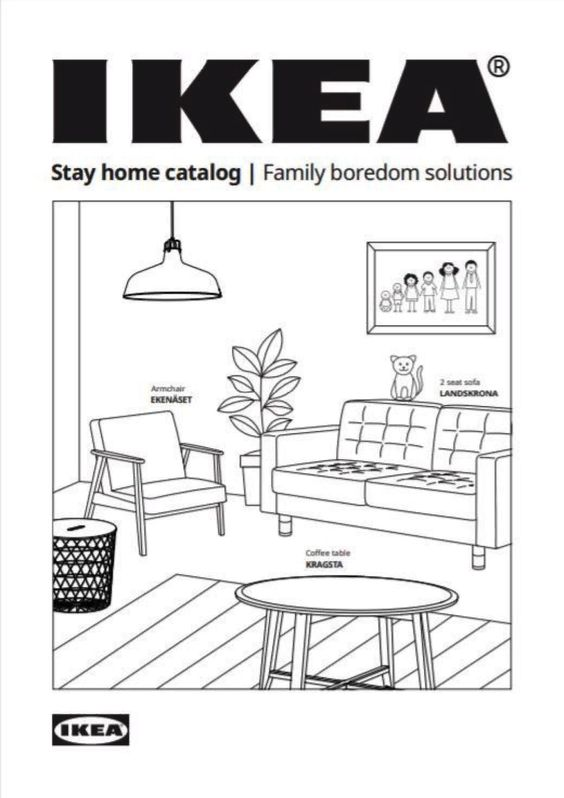 IKEA®
Stay home catalog | Family boredom solutions
Armchair
EKENÄSET
2 seat sofa
LANDSKRONA
Coffee table
KRAGSTA
IKEA